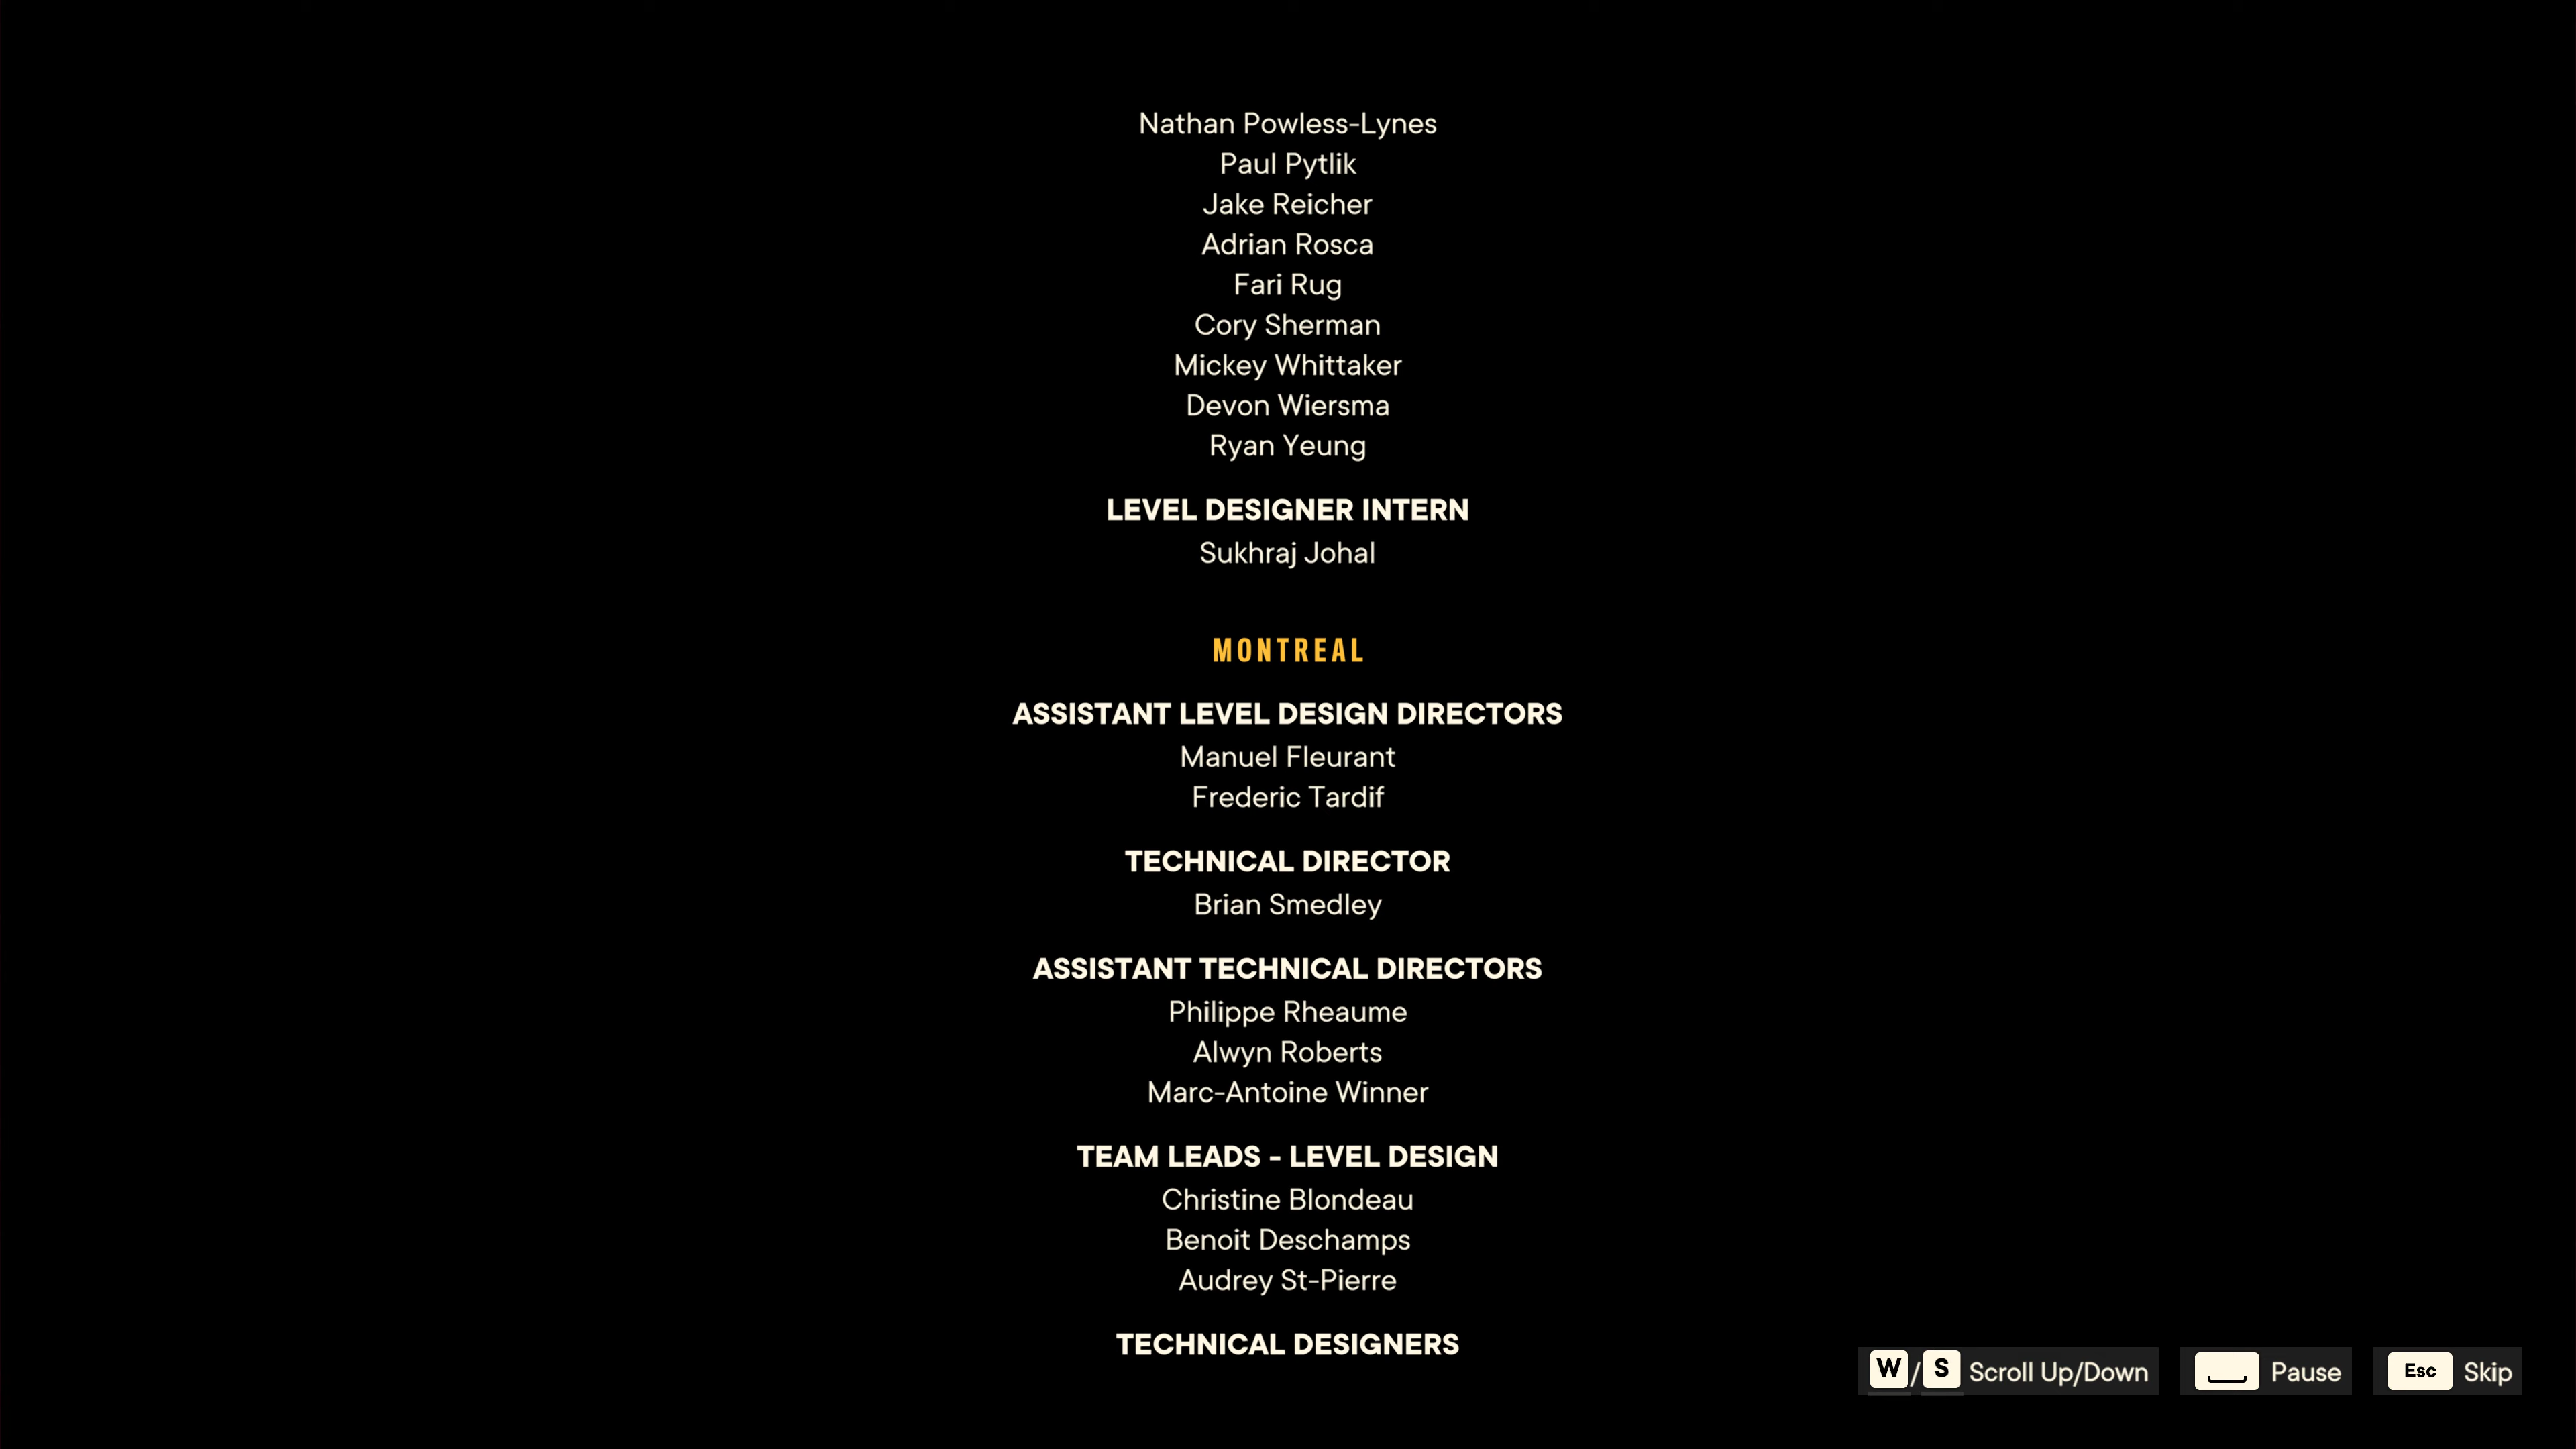 Nathan Powless-Lynes
Paul Pytlik
Jake Reicher
Adrian Rosca
Fari Rug
Cory Sherman
Mickey Whittaker
Devon Wiersma
Ryan Yeung
LEVEL DESIGNER INTERN
Sukhraj Johal
MONTREAL
ASSISTANT LEVEL DESIGN DIRECTORS
Manuel Fleurant
Frederic Tardif
TECHNICAL DIRECTOR
Brian Smedley
ASSISTANT TECHNICAL DIRECTORS
Philippe Rheaume
Alwyn Roberts
Marc-Antoine Winner
TEAM LEADS - LEVEL DESIGN
Christine Blondeau
Benoit Deschamps
Audrey St-Pierre
TECHNICAL DESIGNERS
W/S Scroll Up/Down Pause Esc Skip